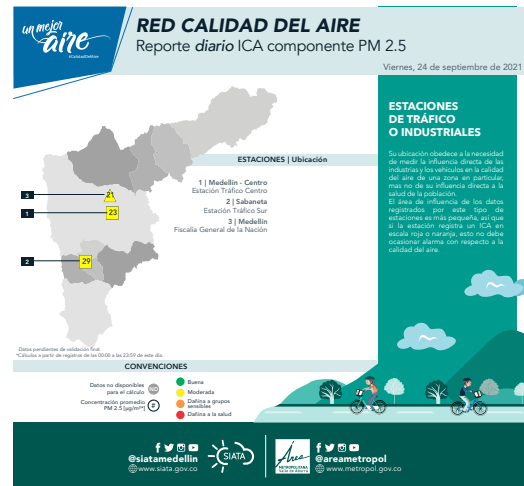 un mejor
aire
#CalidadDelAire
RED CALIDAD DEL AIRE
Reporte diario ICA componente PM 2.5
Viernes, 24 de septiembre de 2021
ESTACIONES | Ubicación
1 | Medellín - Centro
Estación Tráfico Centro
2 | Sabaneta
Estación Tráfico Sur
3 | Medellín
Fiscalía General de la Nación
3
21
1
23
2
29
ESTACIONES
DE TRÁFICO
O INDUSTRIALES
Su ubicación obedece a la necesidad
de medir la influencia directa de las
industrias y los vehículos en la calidad
del aire de una zona en particular,
mas no de su influencia directa a la
salud de la población.
El área de influencia de los datos
registrados por este tipo de
estaciones es más pequeña, así que
si la estación registra un ICA en
escala roja o naranja, esto no debe
ocasionar alarma con respecto a la
calidad del aire.
Datos pendientes de validación final.
*Cálculos a partir de registros de las 00:00 a las 23:59 de este día.
CONVENCIONES
Datos no disponibles
para el cálculo
ND
Concentración promedio
PM 2.5 (µg/m³*)
#
Buena
Moderada
Dañina a grupos
sensibles
Dañina a la salud
@siatamedellin
www.siata.gov.co
SIATA
Área
METROPOLITANA
Valle de Aburrá
@areametropol
www.metropol.gov.co